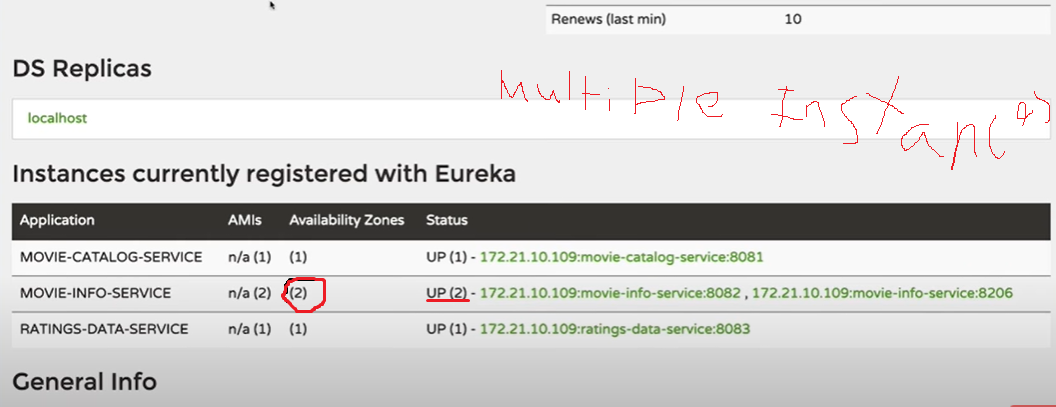 Renews (last min) 10
DS Replicas
Multiple Instances
localhost
Instances currently registered with Eureka
Application AMIs Availability Zones Status
MOVIE-CATALOG-SERVICE n/a (1) (1) UP (1) - 172.21.10.109:movie-catalog-service:8081
MOVIE-INFO-SERVICE n/a (2) (2) UP (2) - 172.21.10.109:movie-info-service:8082 , 172.21.10.109:movie-info-service:8206
RATINGS-DATA-SERVICE n/a (1) (1) UP (1) - 172.21.10.109:ratings-data-service:8083
General Info